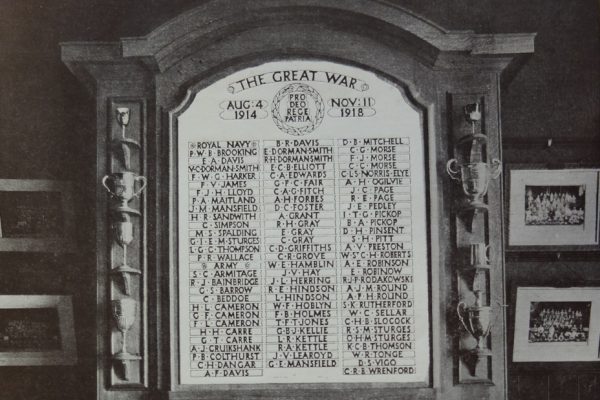 THE GREAT WAR
AUG: 4 1914
PRO DEO REGE PATRIA
NOV: 11 1918
ROYAL NAVY
P·W·B·BROOKING
E A DAVIS
V·C·DORMAN·SMITH
F·W·G·HARKER
F·V·JAMES
F·J·H·LLOYD
P·A·MAITLAND
J·M·MANSFIELD
H·R·SANDWITH
C·SIMPSON
M·S·SPALDING
G·I·E·M·STURGES
L·G·G·THOMPSON
P·R·WALLACE
ARMY
S·C·ARMITAGE
R·J·BAINBRIDGE
G·S·BARROW
C·BEDDOE
H·L·CAMERON
G·F·CAMERON
F·L·CAMERON
H·H·CARRE
G·T·CARRE
A·J·CRUIKSHANK
P·B·COLTHURST
C·H·DANGAR
A·F·DAVIS
B·R·DAVIS
E·DORMAN·SMITH
R·H·DORMAN·SMITH
E·C·B·ELLIOTT
C·A·EDWARDS
G·F·C·FAIR
C·A·G·FITCH
A·H·FORBES
C·C·FOSTER
A·GRANT
R·H·GRAY
E·GRAY
C·GRAY
C·D·GRIFFITHS
C·R·GROVE
W·E·HAMBLIN
J·V·HAY
J·L·HERRING
R·E·HINDSON
L·HINDSON
W·F·HOBLYN
F·B·HOLMES
T·F·T·JONES
G·B·J·KELLIE
L·R·KETTLE
R·A·KETTLE
J·V·LEAROYD
G·E·MANSFIELD
D·B·MITCHELL
C·G·MORSE
F·J·MORSE
C·C·MORSE
C·L·S·NORRIS·ELYE
A·H·OGILVIE
J·C·PAGE
R·E·PAGE
J·E·PEDLEY
I·T·G·PICKOP
B·A·PICKOP
D·H·PINSENT
S·H·PITT
A·V·PRESTON
W·ST·G·H·ROBERTS
A·E·ROBINSON
E·ROBINOW
R·J·P·RODAKOWSKI
A·J·M·ROUND
A·P·H·ROUND
S·K·RUTHERFORD
W·C·SELLAR
C·H·B·SLOCOCK
R·S·M·STURGES
O·H·M·STURGES
K·C·B·THOMSON
W·R·TONGE
D·S·VIGO
C·R·B·WRENFORD